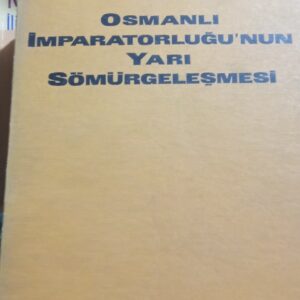 OSMANLI
İMPARATORLUĞU'NUN
YARI
SÖMÜRGELEŞMESİ